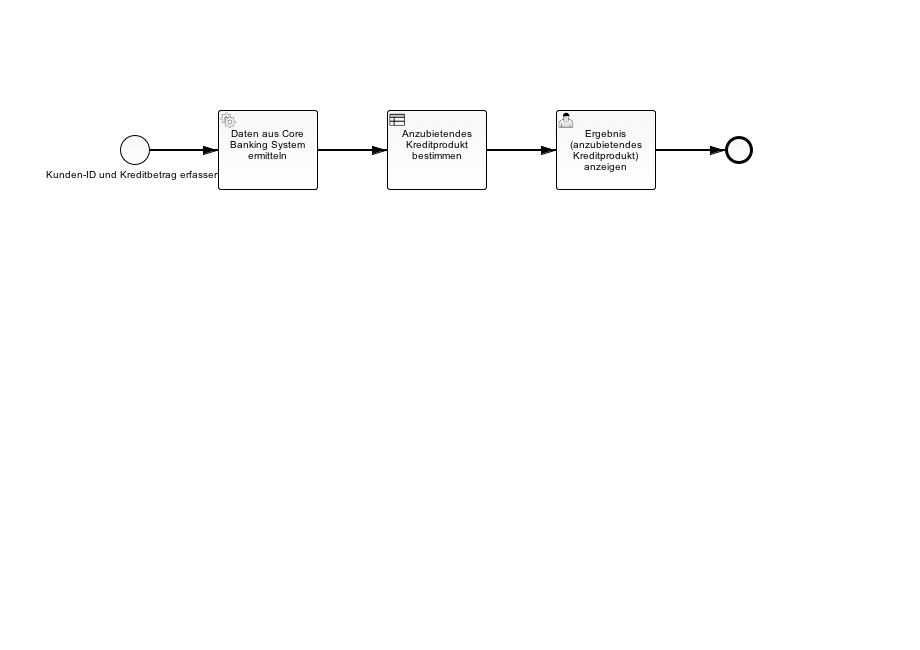 Kunden-ID und Kreditbetrag erfassen
Daten aus Core
Banking System
ermitteln
Anzubietendes
Kreditprodukt
bestimmen
Ergebnis
(anzubietendes
Kreditprodukt)
anzeigen